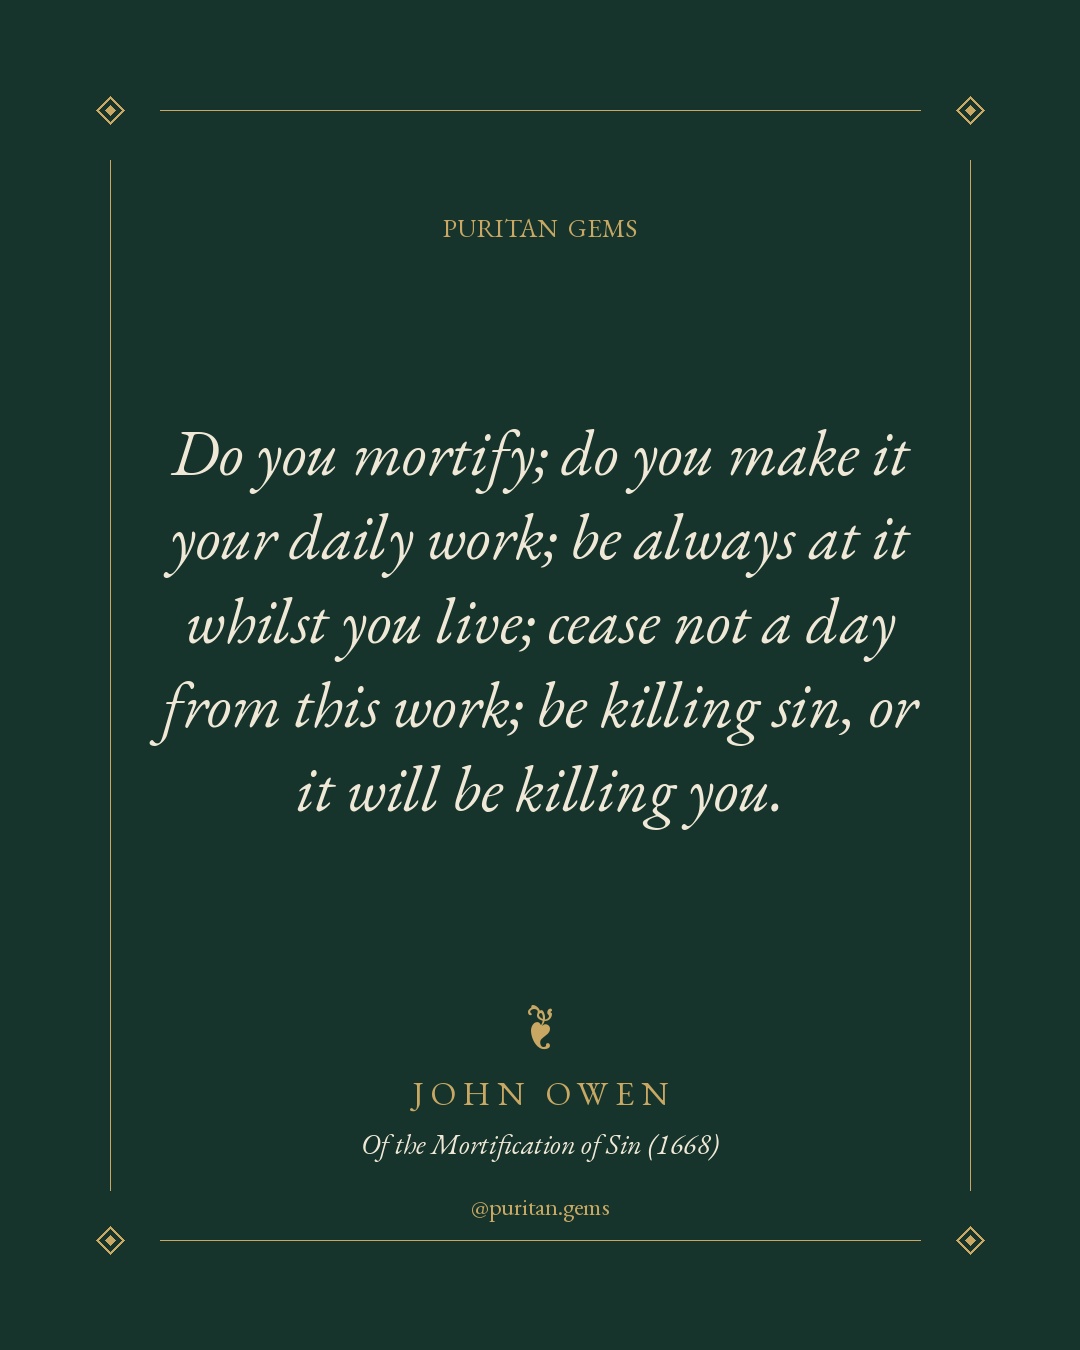 PURITAN GEMS
Do you mortify; do you make it
your daily work; be always at it
whilst you live; cease not a day
from this work; be killing sin, or
it will be killing you.
JOHN OWEN
Of the Mortification of Sin (1668)
@puritan.gems